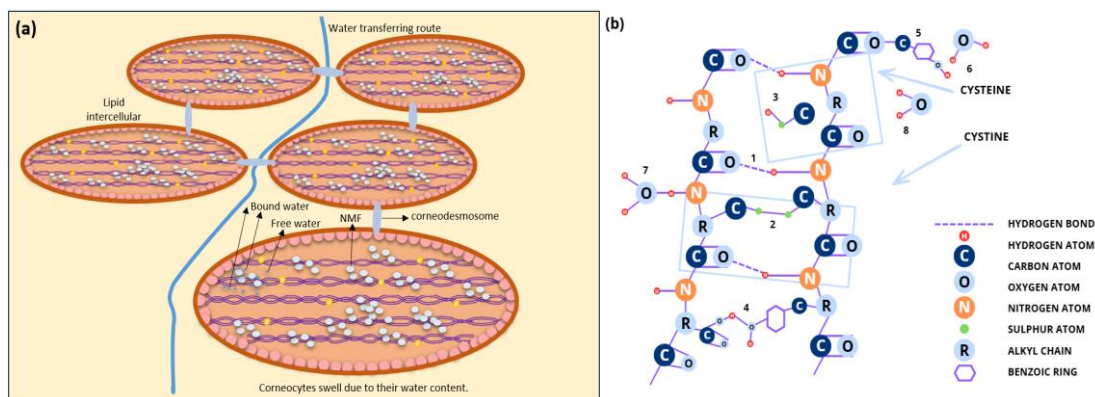 (a)
Water transferring route
Lipid
intercellular
Bound water
Free water
NMF
corneodesmosome
Corneocytes swell due to their water content.
(b)
C O
C O C
5
O
6
H
N
N
3
C
R
O
8
CYSTEINE
R
C O
CYSTINE
C O
1
N
7
O
N
C
C
R
R
2
C O
C O
N
N
4
C
R
R
C O
C O
C O
HYDROGEN BOND
H HYDROGEN ATOM
C CARBON ATOM
O OXYGEN ATOM
N NITROGEN ATOM
SULPHUR ATOM
R ALKYL CHAIN
BENZOIC RING